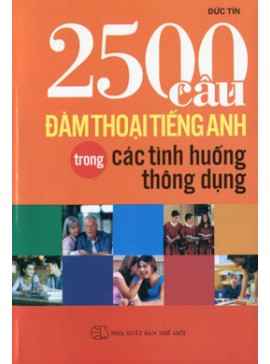 ĐỨC TÍN
2500
câu
ĐÀM THOẠI TIẾNG ANH
trong các tình huống
thông dụng
NHÀ XUẤT BẢN THẾ GIỚI